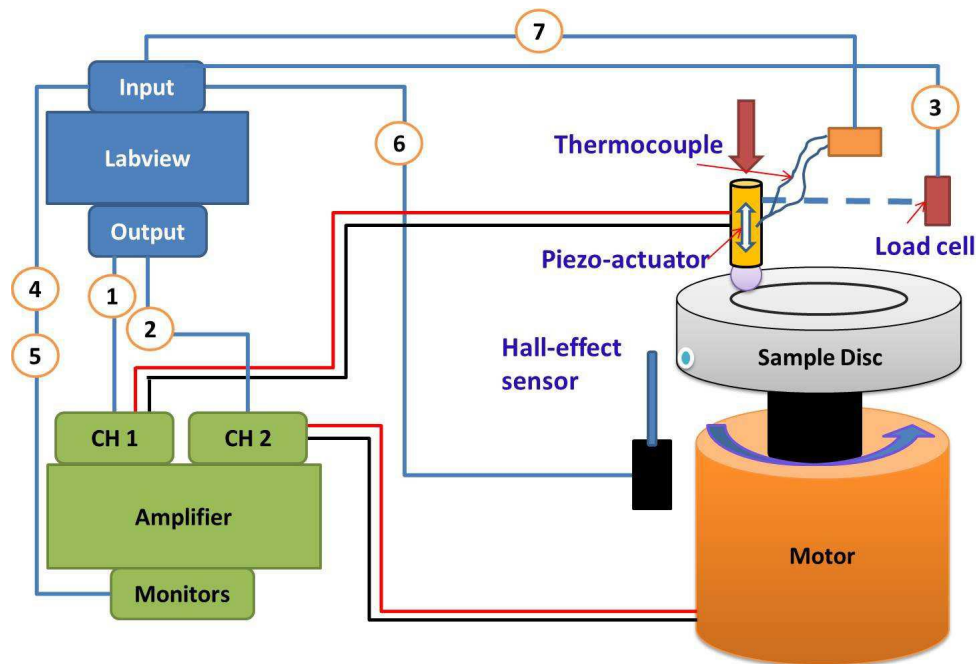 7
Input
3
6
Thermocouple
Labview
Output
Load cell
Piezo-actuator
4
1
2
5
Hall-effect
sensor
Sample Disc
CH 1
CH 2
Amplifier
Motor
Monitors